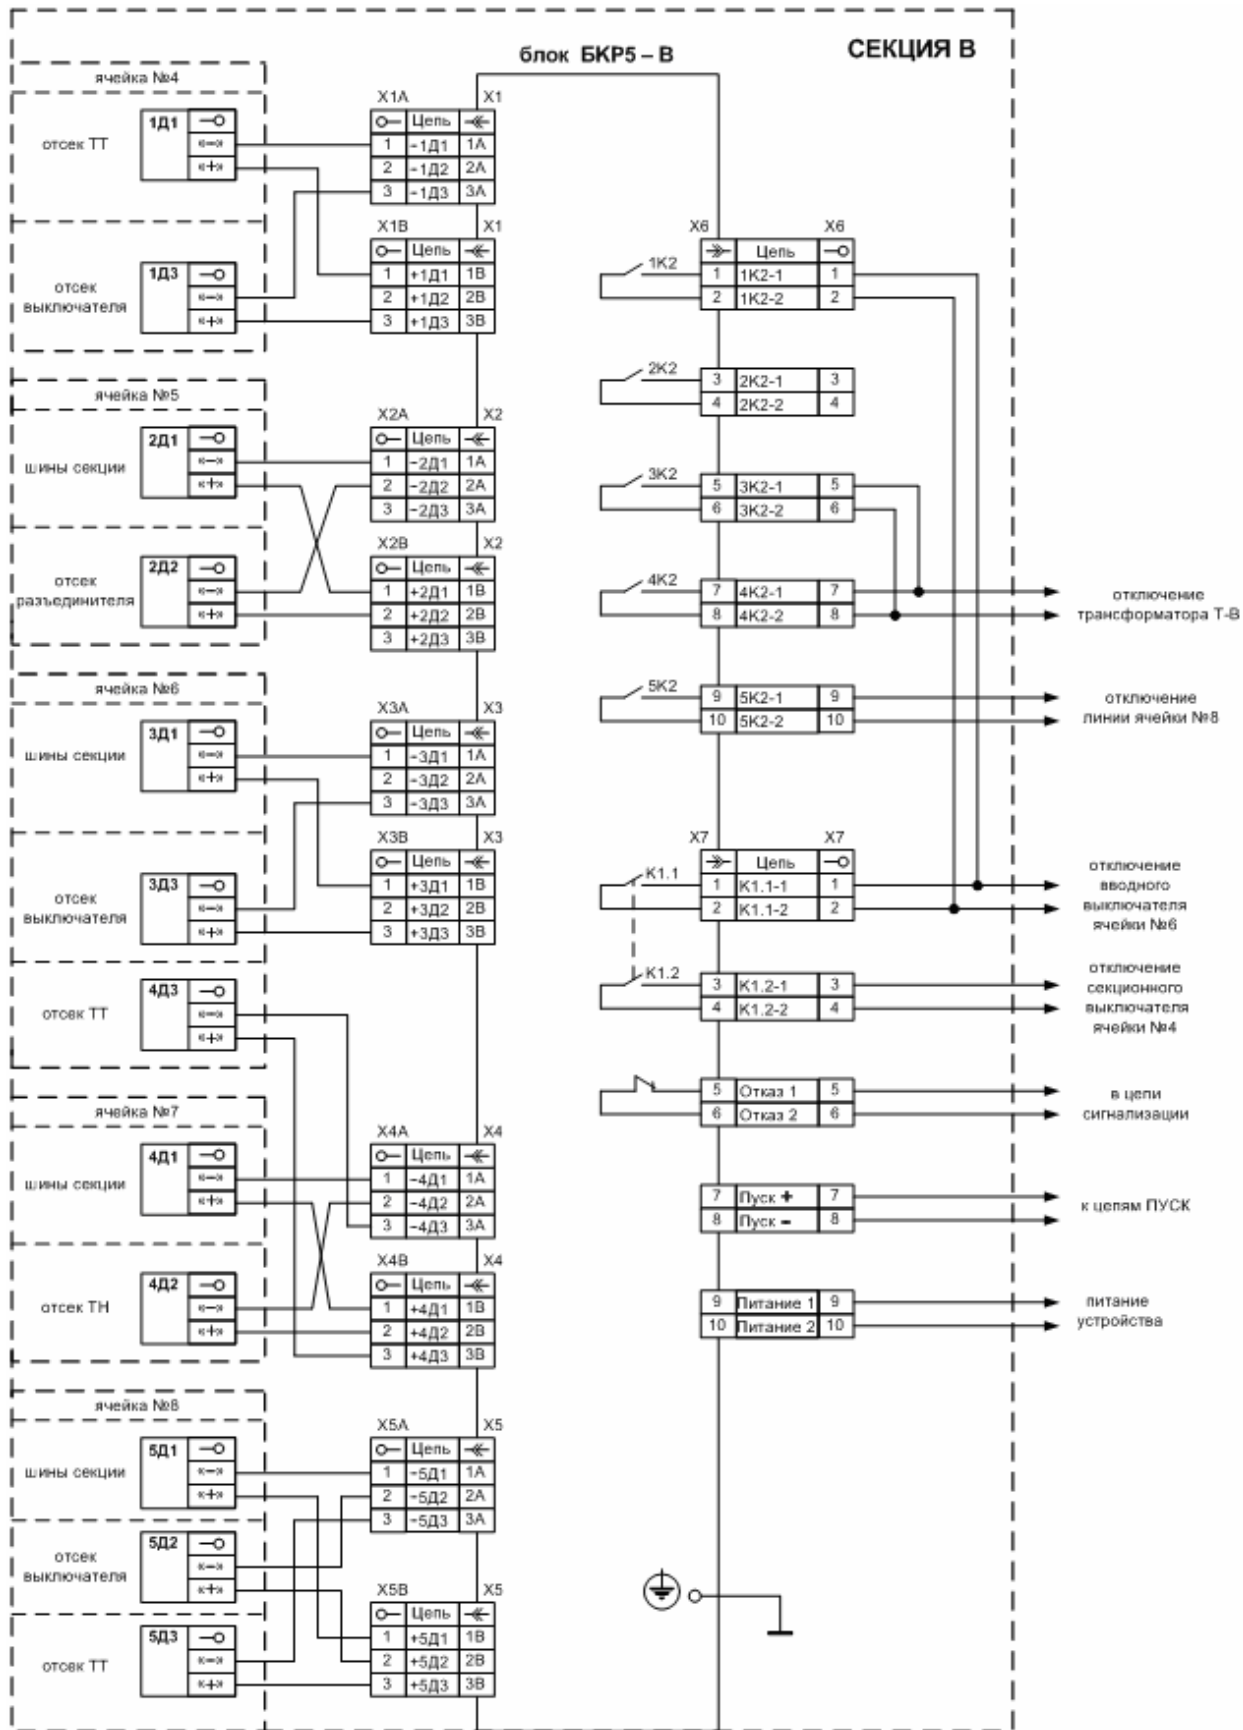 блок БКР5 – В
СЕКЦИЯ В
ячейка №4
отсек ТТ
1Д1
«—»
«+»
отсек
выключателя
1Д3
«—»
«+»
X1A X1
Цепь
1 -1Д1 1A
2 -1Д2 2A
3 -1Д3 3A
X1B X1
Цепь
1 +1Д1 1B
2 +1Д2 2B
3 +1Д3 3B
ячейка №5
шины секции
2Д1
«—»
«+»
отсек
разъединителя
2Д2
«—»
«+»
X2A X2
Цепь
1 -2Д1 1A
2 -2Д2 2A
3 -2Д3 3A
X2B X2
Цепь
1 +2Д1 1B
2 +2Д2 2B
3 +2Д3 3B
ячейка №6
шины секции
3Д1
«—»
«+»
отсек
выключателя
3Д3
«—»
«+»
отсек ТТ
4Д3
«—»
«+»
X3A X3
Цепь
1 -3Д1 1A
2 -3Д2 2A
3 -3Д3 3A
X3B X3
Цепь
1 +3Д1 1B
2 +3Д2 2B
3 +3Д3 3B
ячейка №7
шины секции
4Д1
«—»
«+»
отсек ТН
4Д2
«—»
«+»
X4A X4
Цепь
1 -4Д1 1A
2 -4Д2 2A
3 -4Д3 3A
X4B X4
Цепь
1 +4Д1 1B
2 +4Д2 2B
3 +4Д3 3B
ячейка №8
шины секции
5Д1
«—»
«+»
отсек
выключателя
5Д2
«—»
«+»
отсек ТТ
5Д3
«—»
«+»
X5A X5
Цепь
1 -5Д1 1A
2 -5Д2 2A
3 -5Д3 3A
X5B X5
Цепь
1 +5Д1 1B
2 +5Д2 2B
3 +5Д3 3B
X6 X6
Цепь
1K2
1 1K2-1 1
2 1K2-2 2
2K2
3 2K2-1 3
4 2K2-2 4
3K2
5 3K2-1 5
6 3K2-2 6
4K2
7 4K2-1 7
8 4K2-2 8
отключение
трансформатора Т-В
5K2
9 5K2-1 9
10 5K2-2 10
отключение
линии ячейки №8
X7 X7
Цепь
K1.1
1 K1.1-1 1
2 K1.1-2 2
отключение
вводного
выключателя
ячейки №6
K1.2
3 K1.2-1 3
4 K1.2-2 4
отключение
секционного
выключателя
ячейки №4
5 Отказ 1 5
6 Отказ 2 6
в цепи
сигнализации
7 Пуск + 7
8 Пуск - 8
к цепям ПУСК
9 Питание 1 9
10 Питание 2 10
питание
устройства